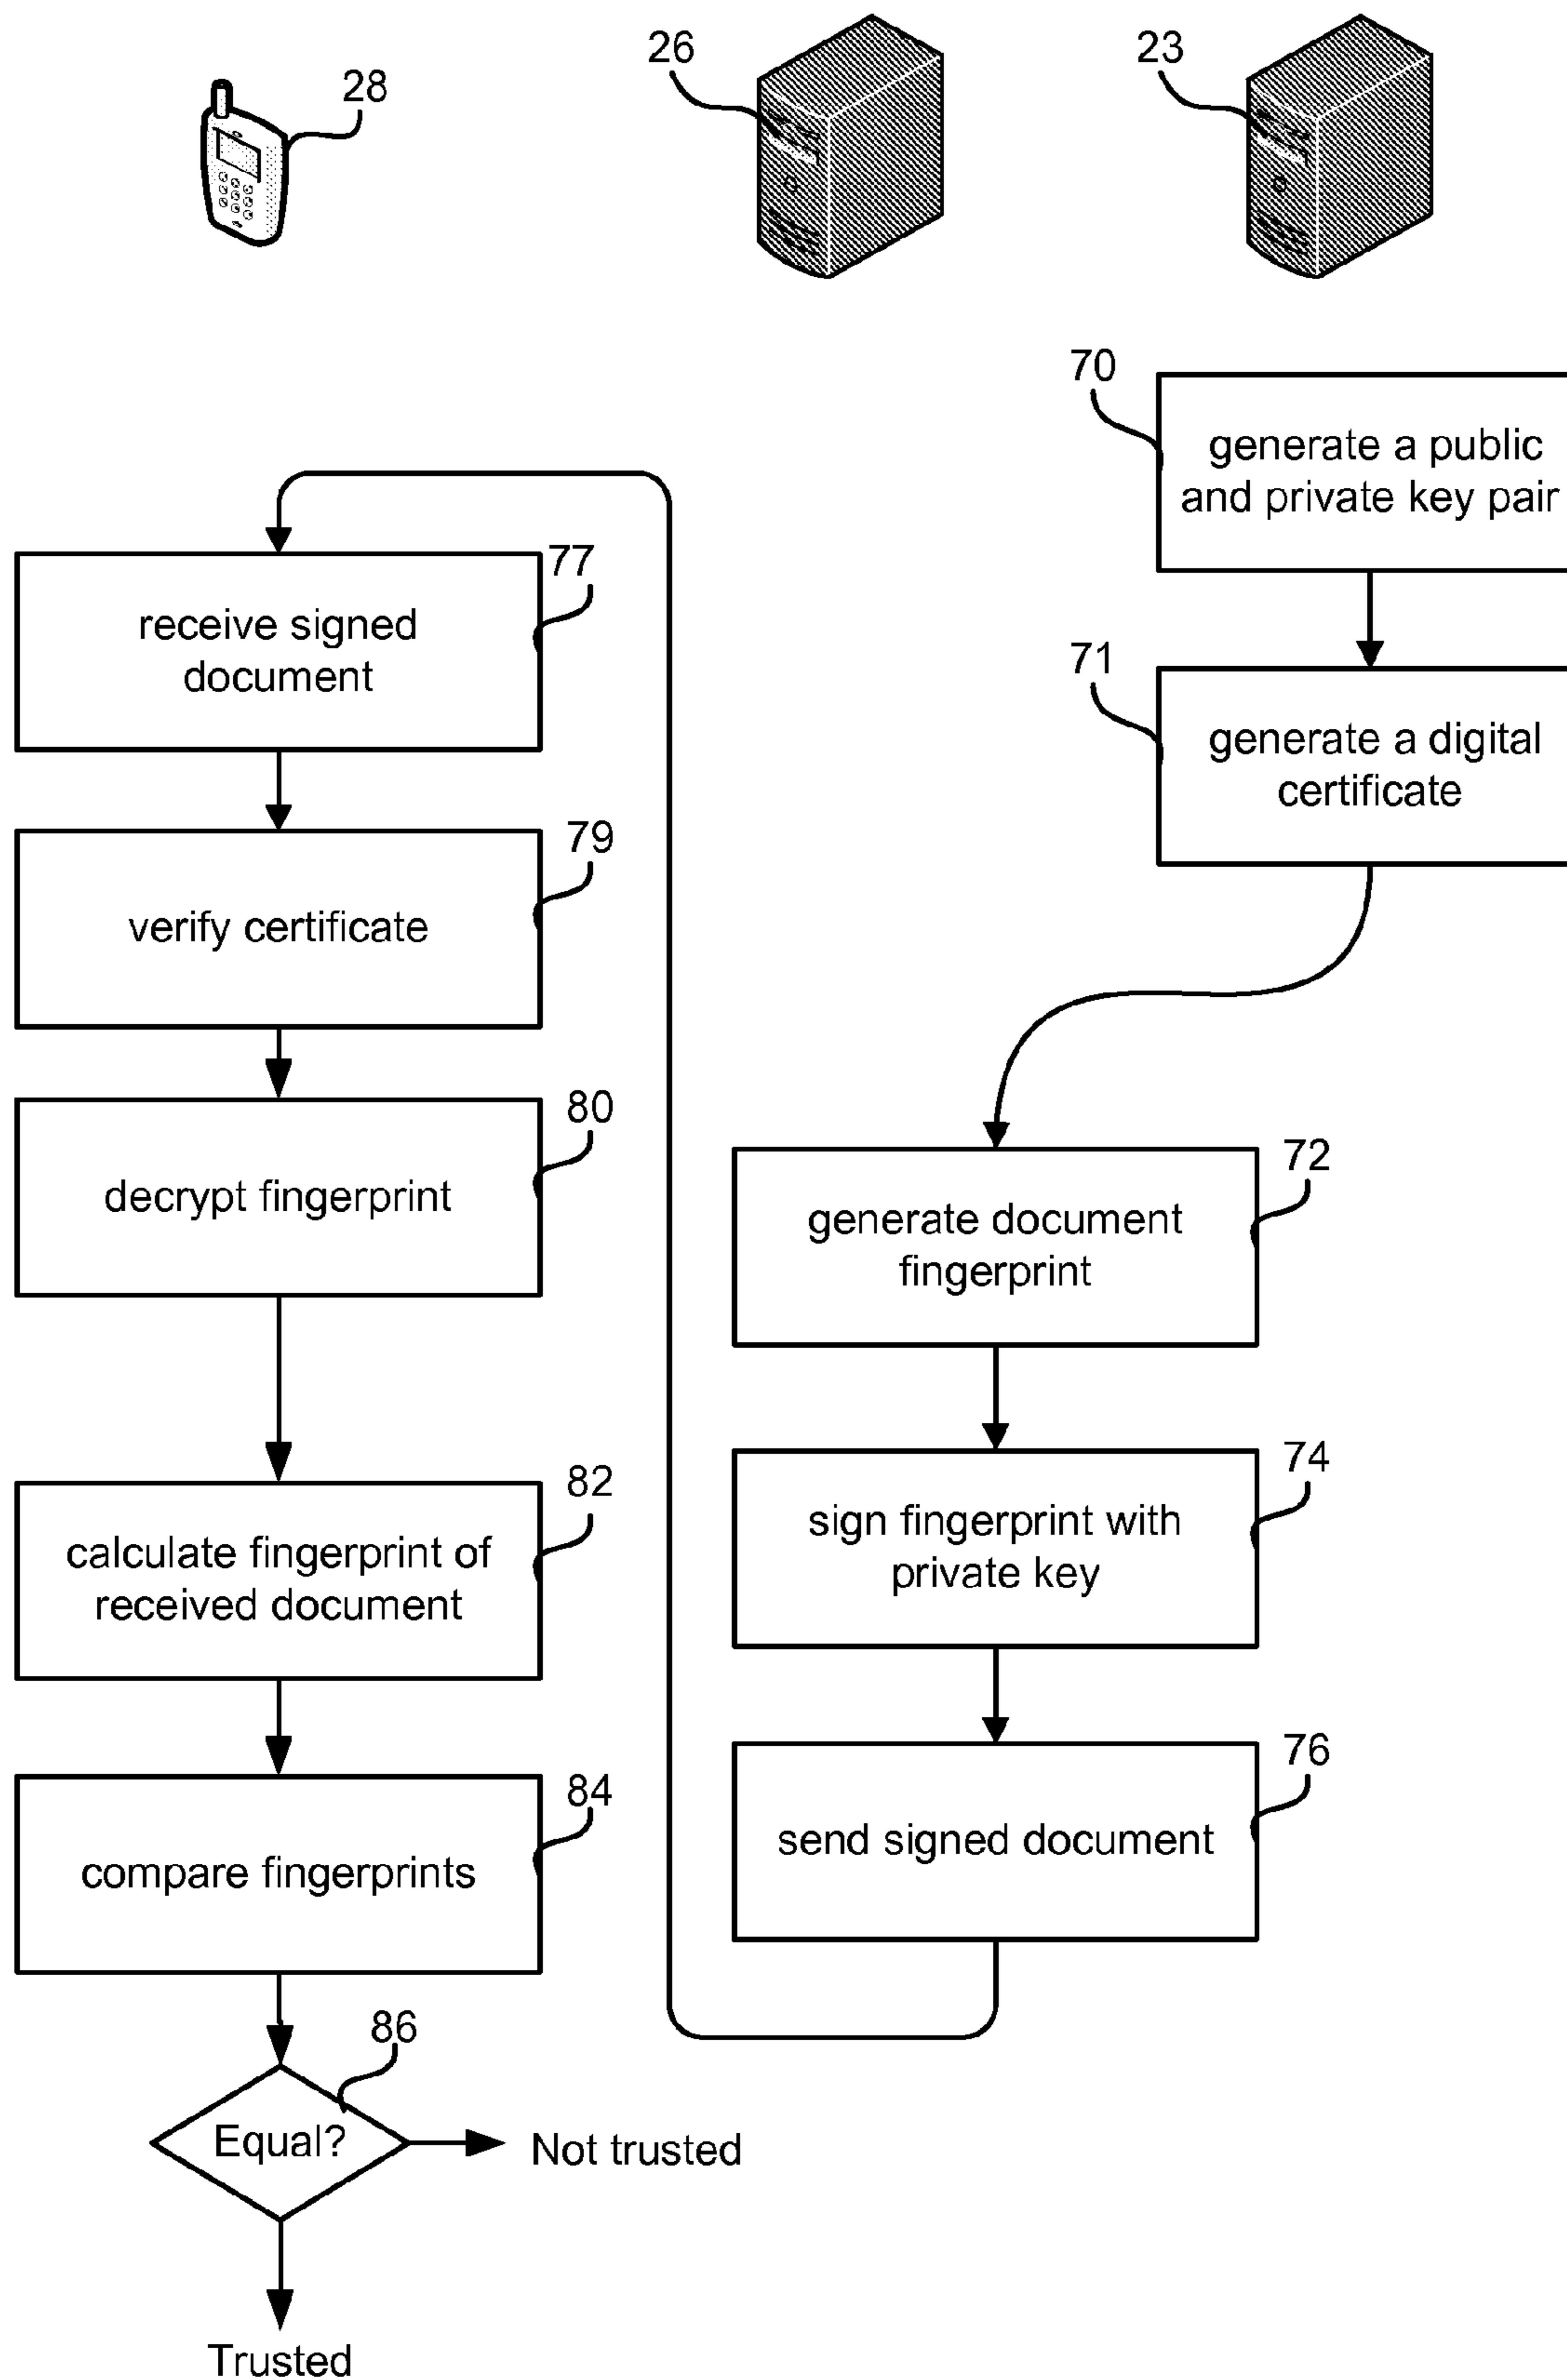 28
26
23
70
generate a public
and private key pair
71
generate a digital
certificate
72
generate document
fingerprint
74
sign fingerprint with
private key
76
send signed document
77
receive signed
document
79
verify certificate
80
decrypt fingerprint
82
calculate fingerprint of
received document
84
compare fingerprints
86
Equal?
Not trusted
Trusted